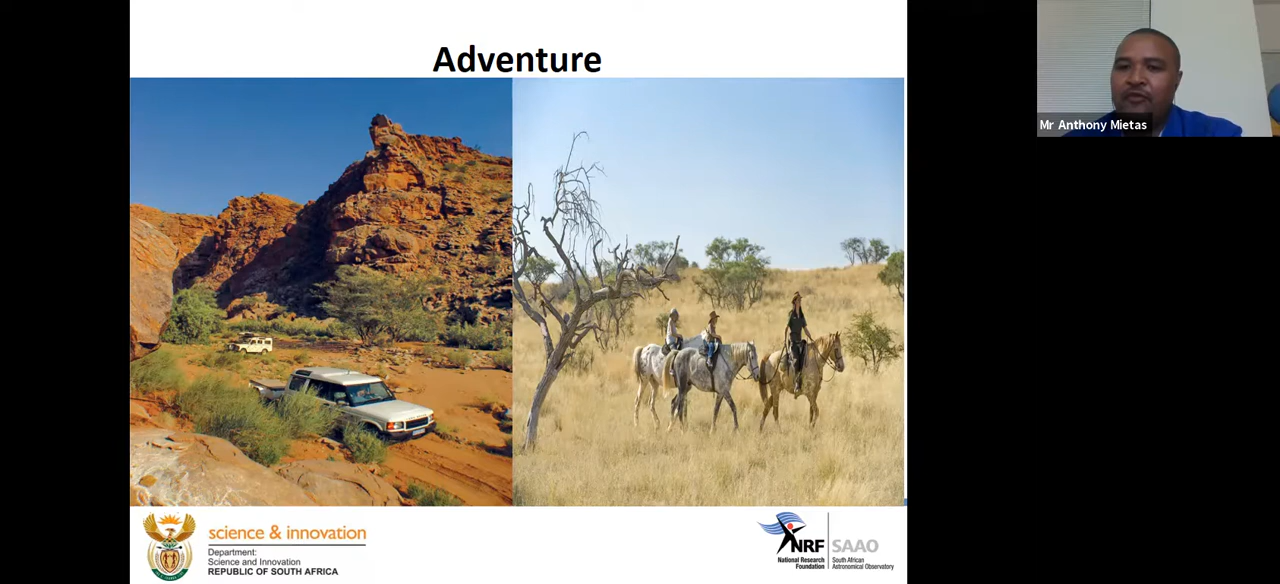 Adventure
Mr Anthony Mietas
science & innovation
Department:
Science and Innovation
REPUBLIC OF SOUTH AFRICA
NRF
National Research
Foundation
SAAO
South African
Astronomical Observatory